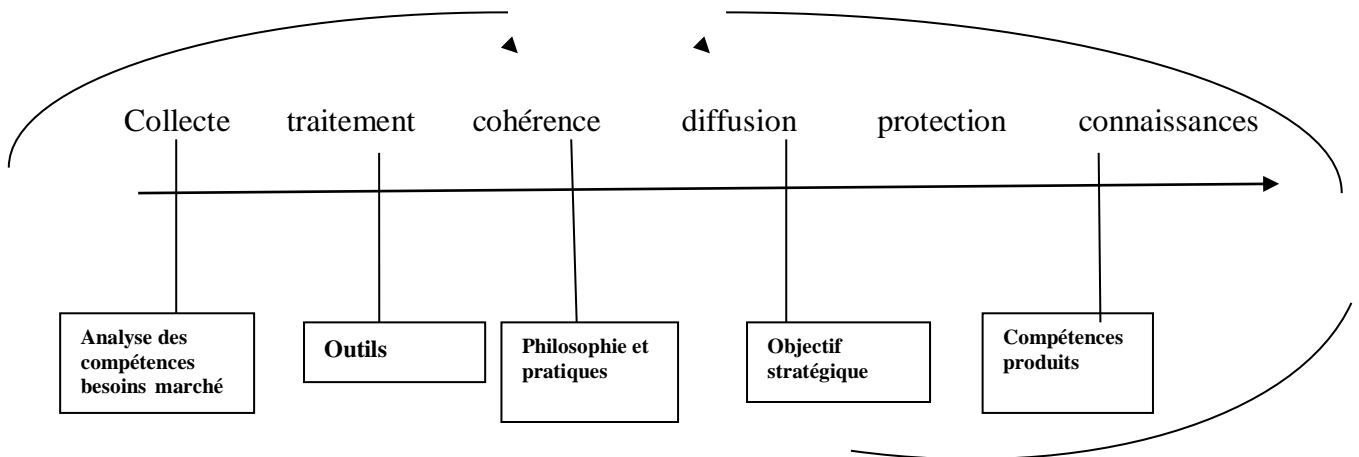 Collecte traitement cohérence diffusion protection connaissances
Analyse des
compétences
besoins marché
Outils
Philosophie et
pratiques
Objectif
stratégique
Compétences
produits